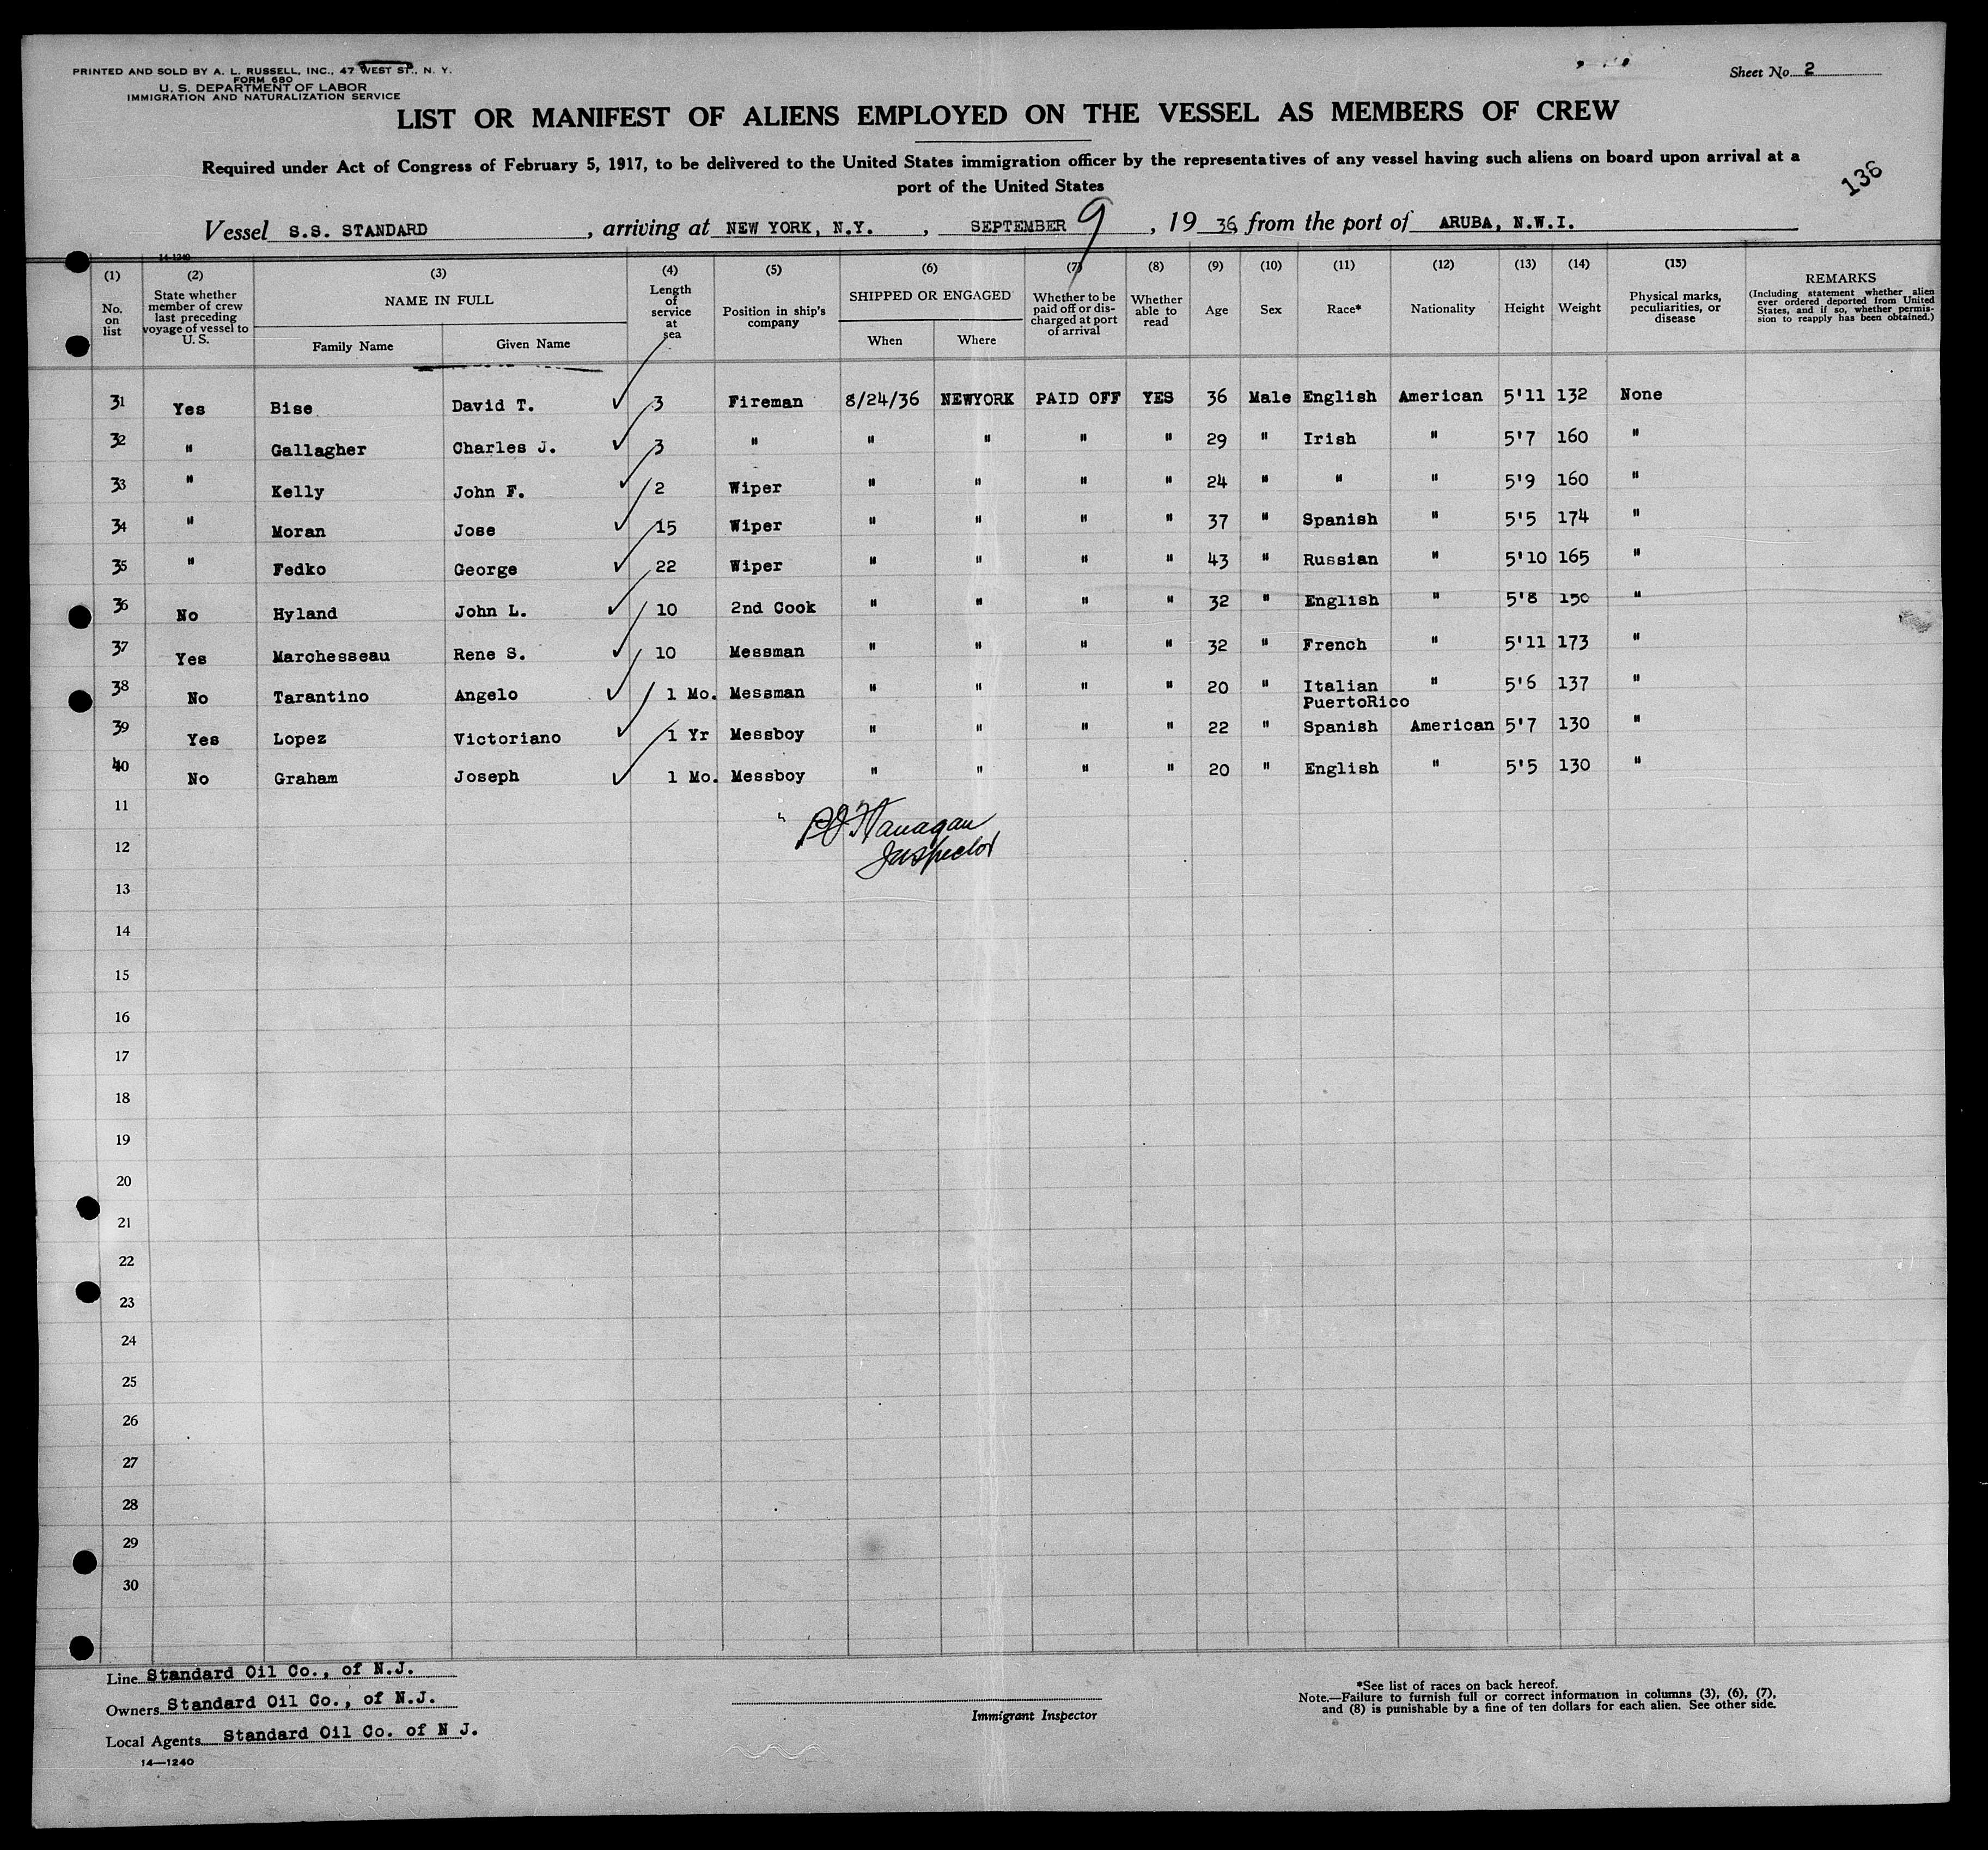 PRINTED AND SOLD BY A. L. RUSSELL, INC., 47 WEST ST., N. Y.
FORM 680
U. S. DEPARTMENT OF LABOR
IMMIGRATION AND NATURALIZATION SERVICE
Sheet No. 2
LIST OR MANIFEST OF ALIENS EMPLOYED ON THE VESSEL AS MEMBERS OF CREW
Required under Act of Congress of February 5, 1917, to be delivered to the United States immigration officer by the representatives of any vessel having such aliens on board upon arrival at a
port of the United States
136
Vessel S.S. STANDARD, arriving at NEW YORK, N.Y., SEPTEMBER 9, 1936, from the port of ARUBA, N.W.I.
14-1240
(1) (2) (3) (4) (5) (6) (7) (8) (9) (10) (11) (12) (13) (14) (15)
No. on list
State whether member of crew last preceding voyage of vessel to U. S.
NAME IN FULL
Family Name Given Name
Length of service at sea
Position in ship's company
SHIPPED OR ENGAGED
When Where
Whether to be paid off or discharged at port of arrival
Whether able to read
Age Sex Race* Nationality Height Weight
Physical marks, peculiarities, or disease
REMARKS
(Including statement whether alien ever ordered deported from United States, and if so, whether permission to reapply has been obtained.)
31 Yes Bise David T. 3 Fireman 8/24/36 NEWYORK PAID OFF YES 36 Male English American 5'11 132 None
32 " Gallagher Charles J. 3 " " " " " 29 " Irish " 5'7 160 "
33 " Kelly John F. 2 Wiper " " " " 24 " " " 5'9 160 "
34 " Moran Jose 15 Wiper " " " " 37 " Spanish " 5'5 174 "
35 " Fedko George 22 Wiper " " " " 43 " Russian " 5'10 165 "
36 No Hyland John L. 10 2nd Cook " " " " 32 " English " 5'8 150 "
37 Yes Marchesseau Rene S. 10 Messman " " " " 32 " French " 5'11 173 "
38 No Tarantino Angelo 1 Mo. Messman " " " " 20 " Italian " 5'6 137 "
PuertoRico
39 Yes Lopez Victoriano 1 Yr Messboy " " " " 22 " Spanish American 5'7 130 "
40 No Graham Joseph 1 Mo. Messboy " " " " 20 " English " 5'5 130 "
11
Flanagan
12
Inspector
13
14
15
16
17
18
19
20
21
22
23
24
25
26
27
28
29
30
Line Standard Oil Co., of N.J.
Owners Standard Oil Co., of N.J.
Local Agents Standard Oil Co. of N J.
14—1240
Immigrant Inspector
*See list of races on back hereof.
Note.—Failure to furnish full or correct information in columns (3), (6), (7),
and (8) is punishable by a fine of ten dollars for each alien. See other side.